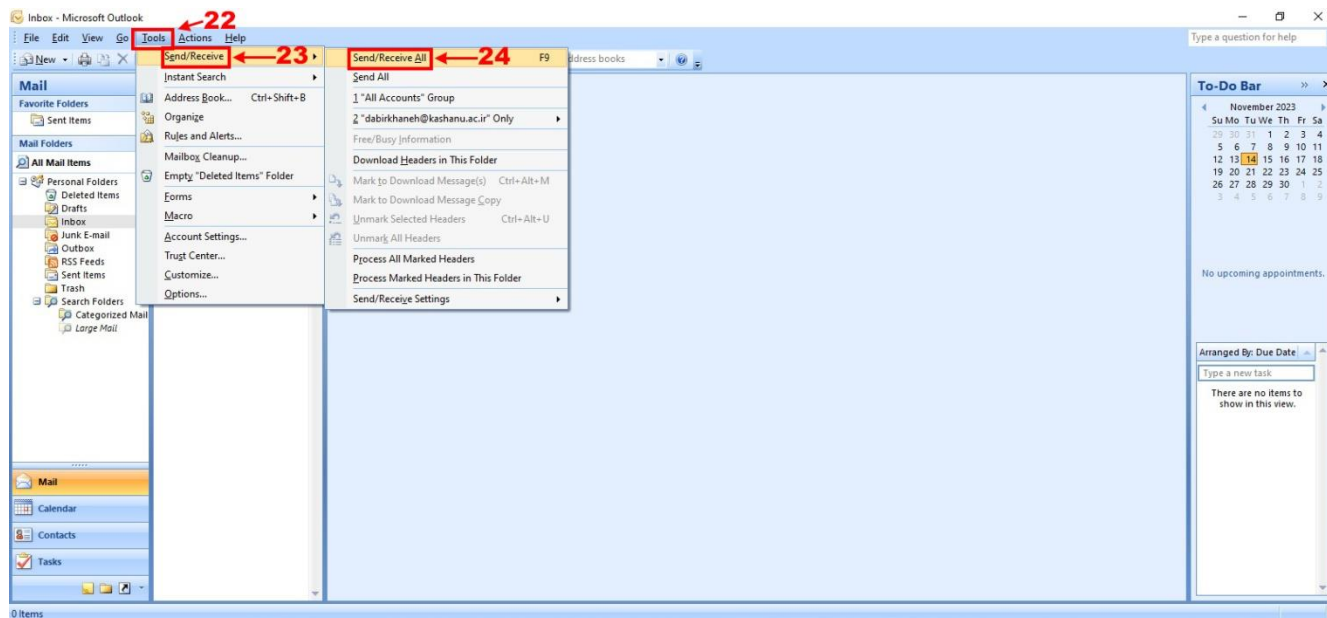 Inbox - Microsoft Outlook
22
File Edit View Go Tools Actions Help
Type a question for help
New
Address books
Mail
Favorite Folders
Sent Items
Mail Folders
All Mail Items
Personal Folders
Deleted Items
Drafts
Inbox
Junk E-mail
Outbox
RSS Feeds
Sent Items
Trash
Search Folders
Categorized Mail
Large Mail
Mail
Calendar
Contacts
Tasks
0 Items
Send/Receive 23
Instant Search
Address Book... Ctrl+Shift+B
Organize
Rules and Alerts...
Mailbox Cleanup...
Empty "Deleted Items" Folder
Forms
Macro
Account Settings...
Trust Center...
Customize...
Options...
Send/Receive All 24 F9
Send All
1 "All Accounts" Group
2 "dabirkhaneh@kashanu.ac.ir" Only
Free/Busy Information
Download Headers in This Folder
Mark to Download Message(s) Ctrl+Alt+M
Mark to Download Message Copy
Unmark Selected Headers Ctrl+Alt+U
Unmark All Headers
Process All Marked Headers
Process Marked Headers in This Folder
Send/Receive Settings
To-Do Bar
November 2023
Su Mo Tu We Th Fr Sa
29 30 31 1 2 3 4
5 6 7 8 9 10 11
12 13 14 15 16 17 18
19 20 21 22 23 24 25
26 27 28 29 30 1 2
3 4 5 6 7 8 9
No upcoming appointments.
Arranged By: Due Date
Type a new task
There are no items to
show in this view.